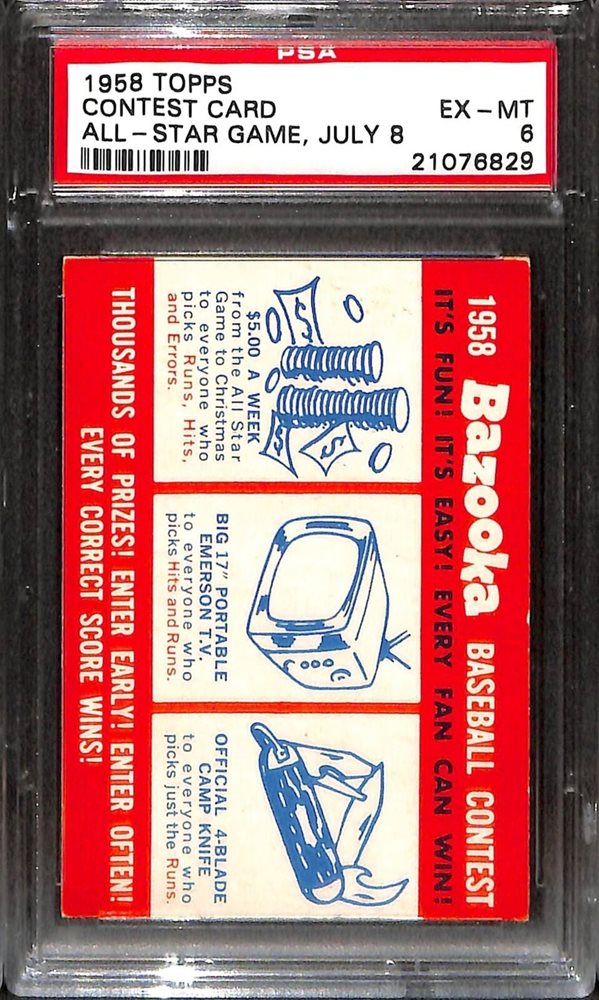 PSA
1958 TOPPS
CONTEST CARD
EX – MT
ALL – STAR GAME, JULY 8
6
21076829
1958 Bazooka BASEBALL CONTEST
IT'S FUN! IT'S EASY! EVERY FAN CAN WIN!
$ $ $
$5.00 A WEEK
from the All Star
Game to Christmas
to everyone who
picks Runs, Hits,
and Errors.
BIG 17" PORTABLE
EMERSON T.V.
to everyone who
picks Hits and Runs.
OFFICIAL 4-BLADE
CAMP KNIFE
to everyone who
picks just the Runs.
THOUSANDS OF PRIZES! ENTER EARLY! ENTER OFTEN!
EVERY CORRECT SCORE WINS!